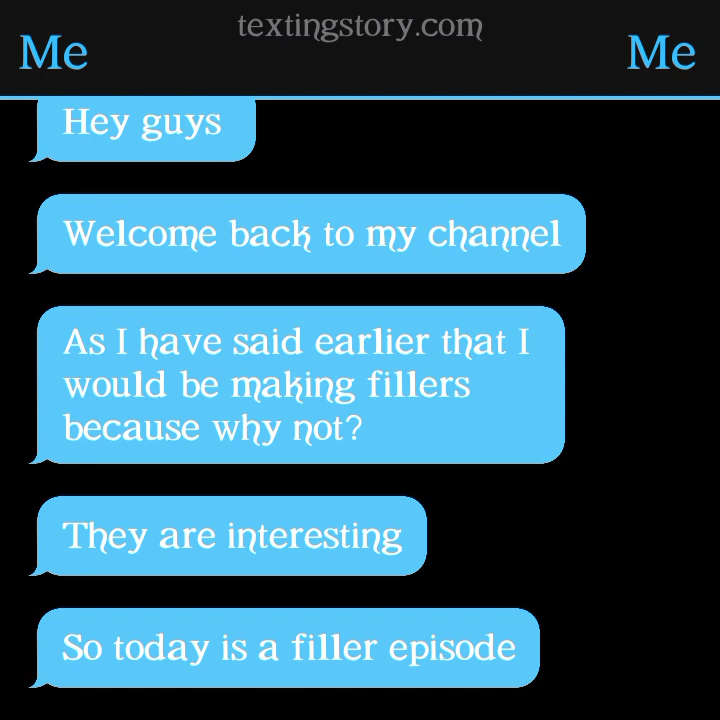 textingstory.com
Me Me
Hey guys
Welcome back to my channel
As I have said earlier that I
would be making fillers
because why not?
They are interesting
So today is a filler episode